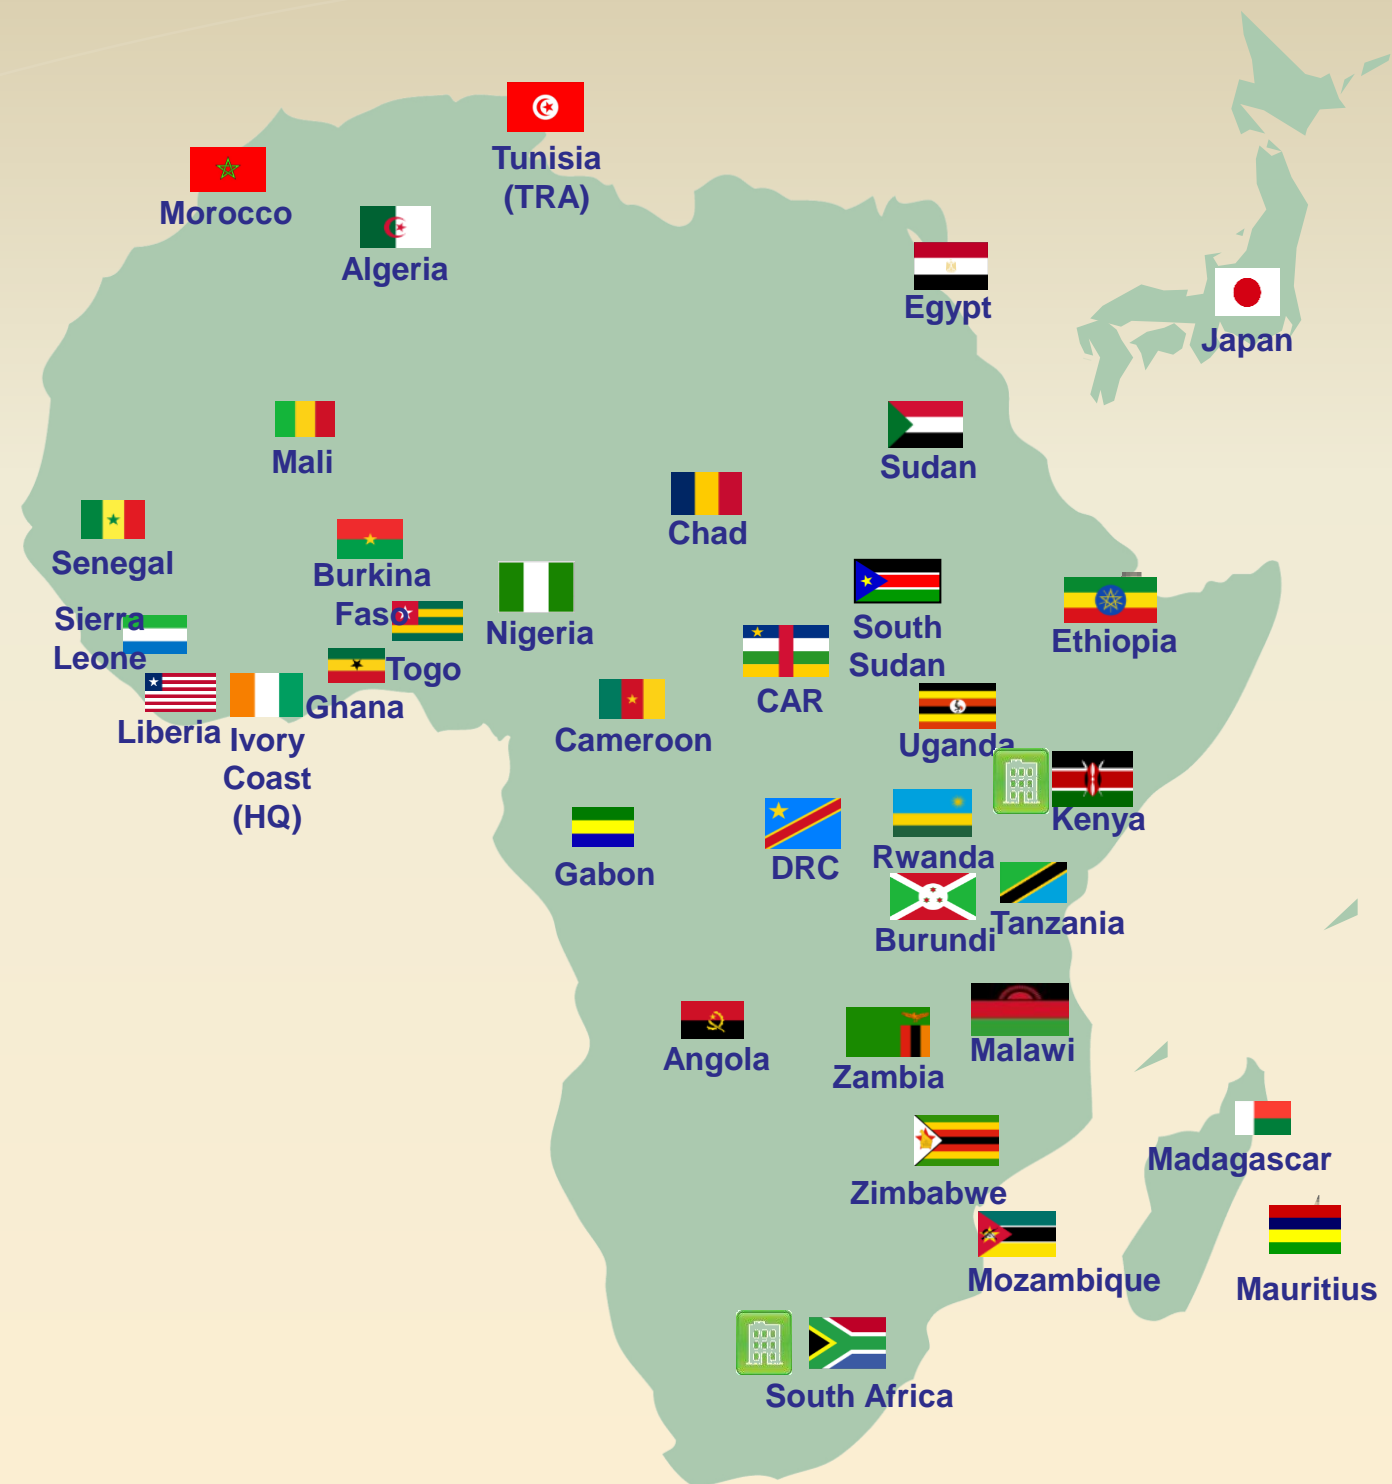 Tunisia
(TRA)
Morocco
Algeria
Egypt
Japan
Mali
Sudan
Chad
Senegal
Burkina
Faso
Nigeria
Sierra
Leone
South
Sudan
Ethiopia
Togo
CAR
Ghana
Liberia
Ivory
Coast
(HQ)
Cameroon
Uganda
Kenya
Gabon
DRC
Rwanda
Tanzania
Burundi
Angola
Zambia
Malawi
Madagascar
Zimbabwe
Mozambique
Mauritius
South Africa